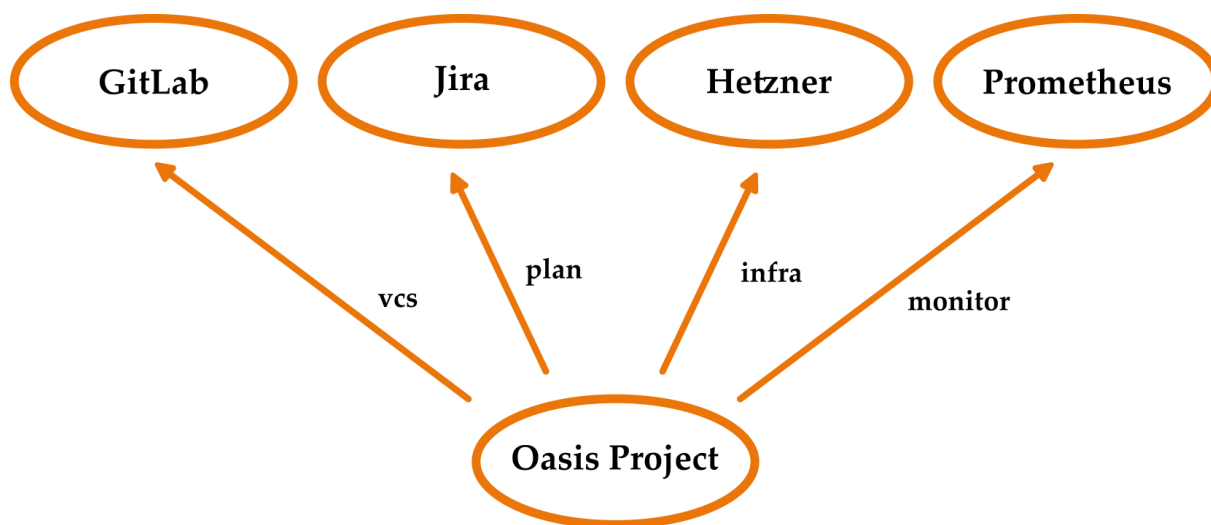 GitLab
Jira
Hetzner
Prometheus
vcs
plan
infra
monitor
Oasis Project